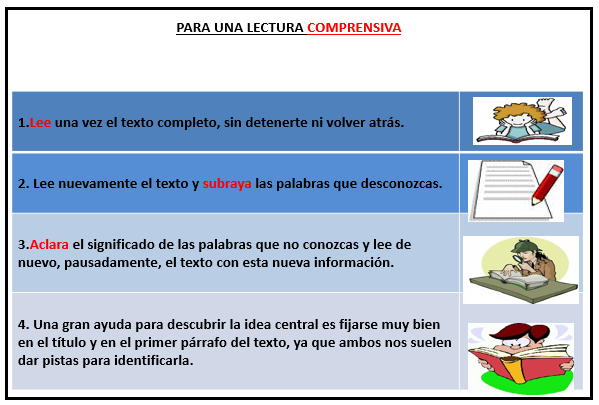 PARA UNA LECTURA COMPRENSIVA
1.Lee una vez el texto completo, sin detenerte ni volver atrás.
2. Lee nuevamente el texto y subraya las palabras que desconozcas.
3.Aclara el significado de las palabras que no conozcas y lee de
nuevo, pausadamente, el texto con esta nueva información.
4. Una gran ayuda para descubrir la idea central es fijarse muy bien
en el título y en el primer párrafo del texto, ya que ambos nos suelen
dar pistas para identificarla.